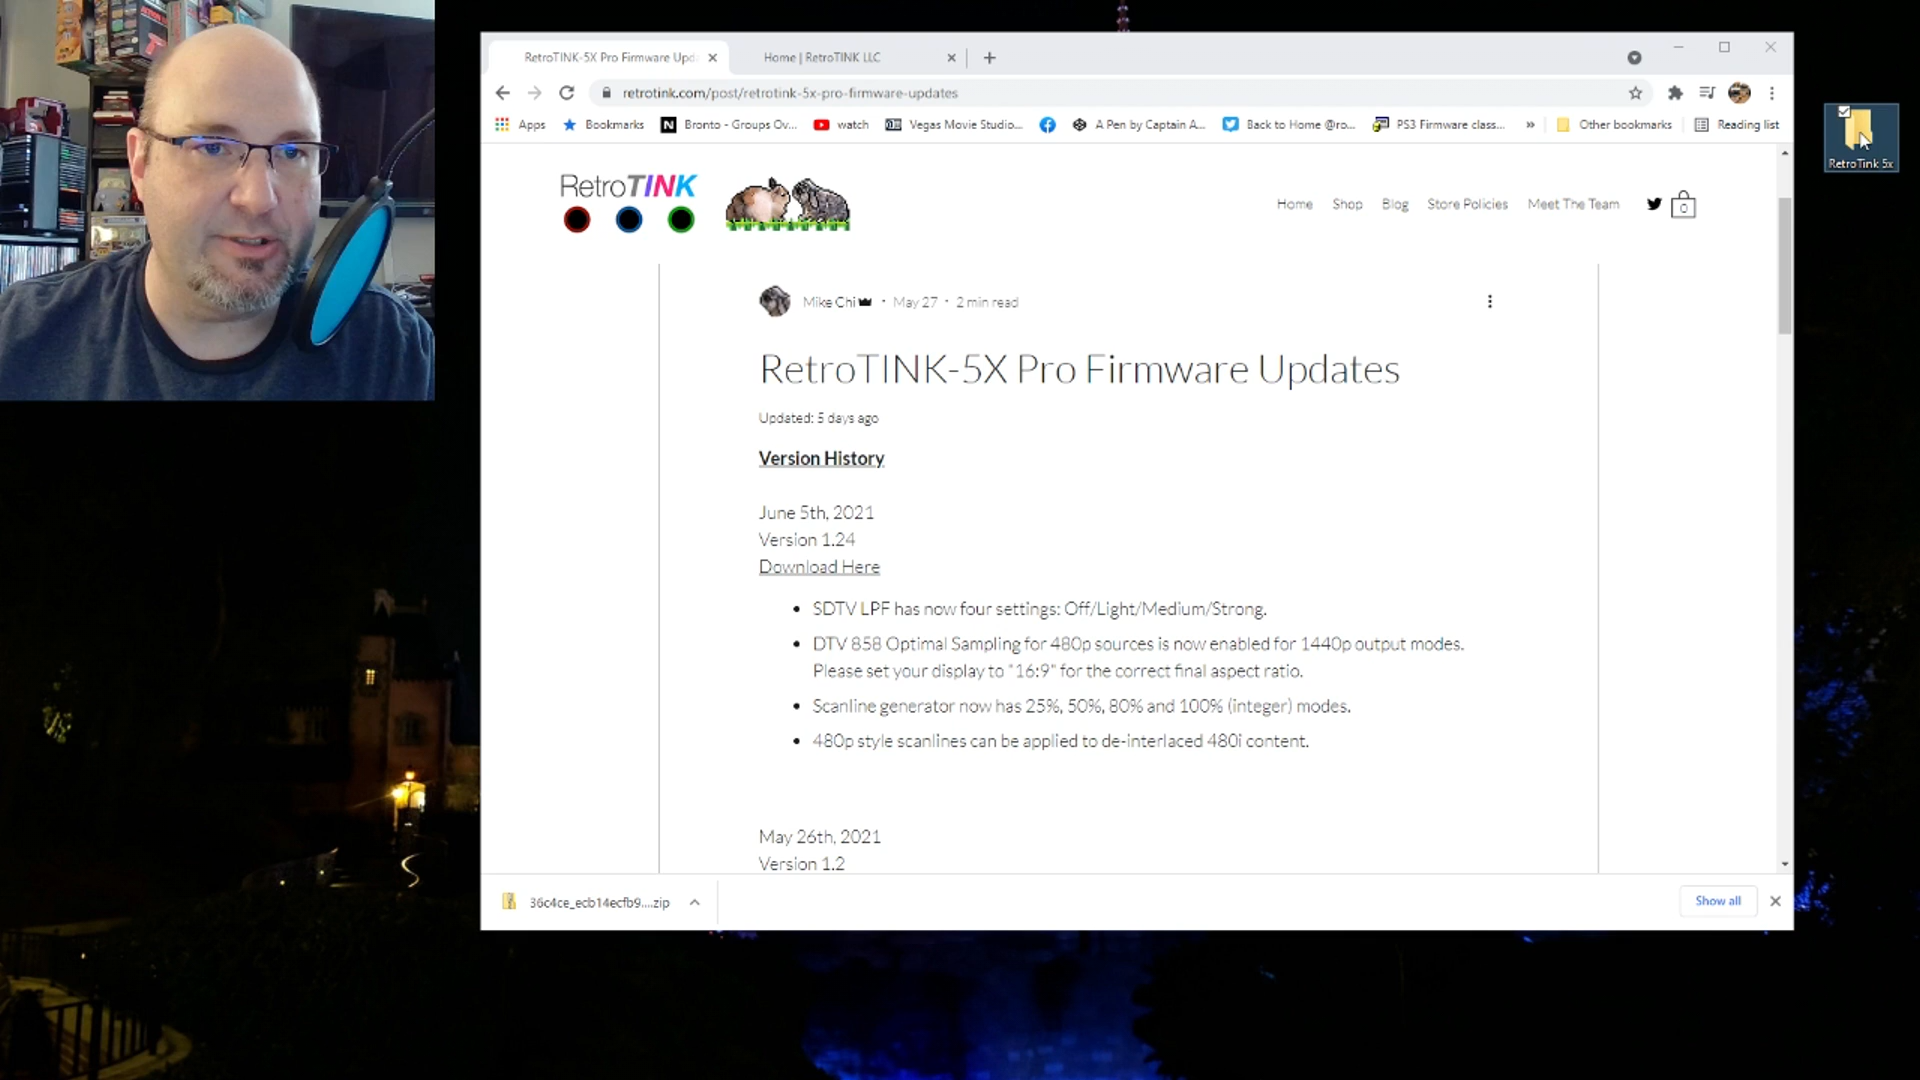 RetroTINK-5X Pro Firmware Upd
Home | RetroTINK LLC
retrotink.com/post/retrotink-5x-pro-firmware-updates
Apps
Bookmarks
Bronto - Groups Ov...
watch
Vegas Movie Studio...
A Pen by Captain A...
Back to Home @ro...
PS3 Firmware class...
»
Other bookmarks
Reading list
RetroTink 5x
RetroTINK
Home
Shop
Blog
Store Policies
Meet The Team
0
Mike Chi · May 27 · 2 min read
RetroTINK-5X Pro Firmware Updates
Updated: 5 days ago
Version History
June 5th, 2021
Version 1.24
Download Here
• SDTV LPF has now four settings: Off/Light/Medium/Strong.
• DTV 858 Optimal Sampling for 480p sources is now enabled for 1440p output modes.
Please set your display to "16:9" for the correct final aspect ratio.
• Scanline generator now has 25%, 50%, 80% and 100% (integer) modes.
• 480p style scanlines can be applied to de-interlaced 480i content.
May 26th, 2021
Version 1.2
36c4ce_ecb14ecfb9....zip
Show all